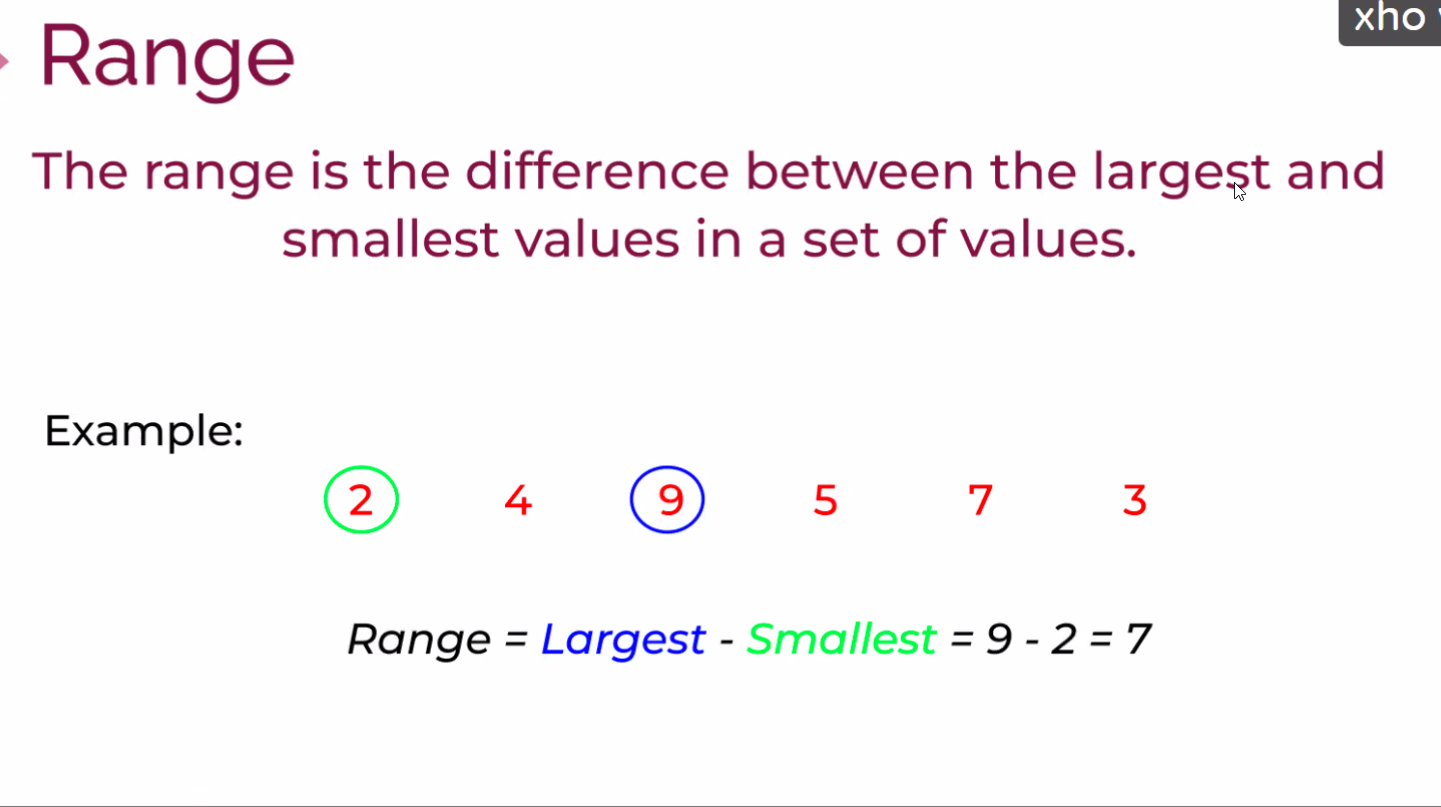 xho
Range
The range is the difference between the largest and
smallest values in a set of values.
Example:
2 4 9 5 7 3
Range = Largest - Smallest = 9 - 2 = 7